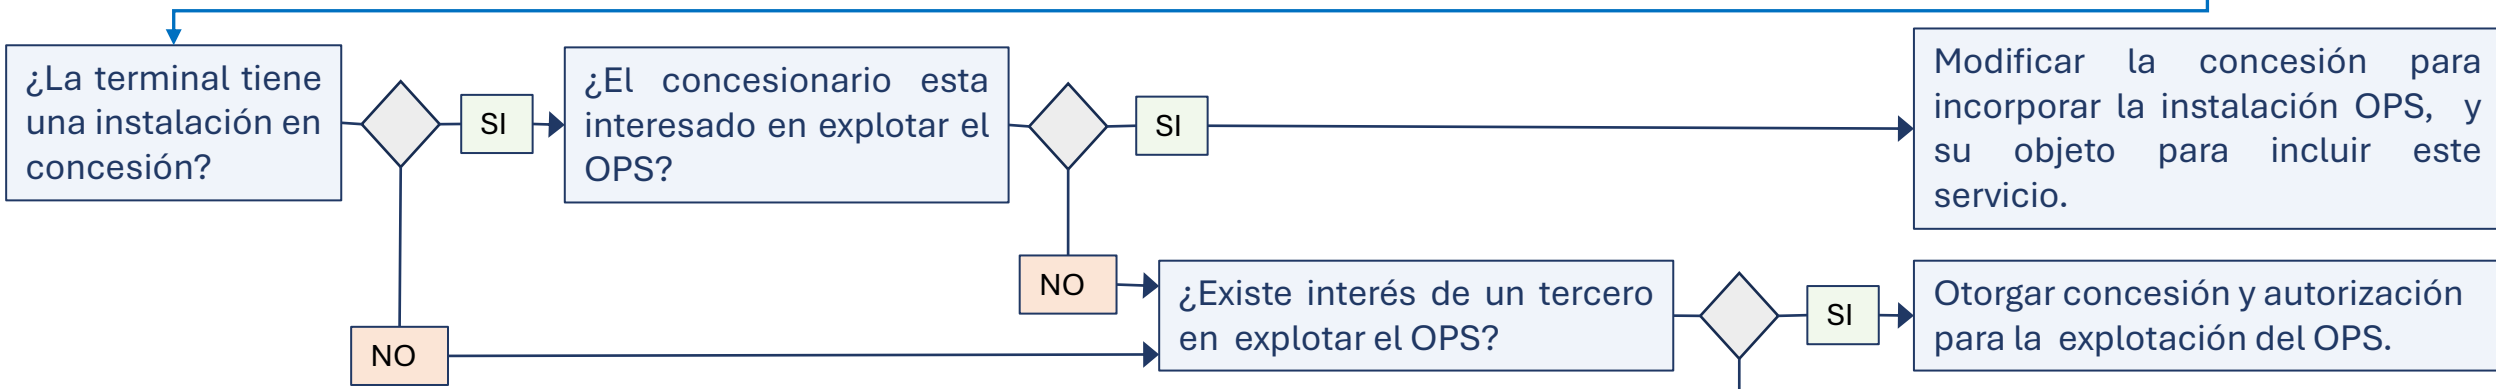 ¿La terminal tiene
una instalación en
concesión?
SI
¿El concesionario esta
interesado en explotar el
OPS?
SI
Modificar la concesión para
incorporar la instalación OPS, y
su objeto para incluir este
servicio.
NO
¿Existe interés de un tercero
en explotar el OPS?
SI
Otorgar concesión y autorización
para la explotación del OPS.
NO